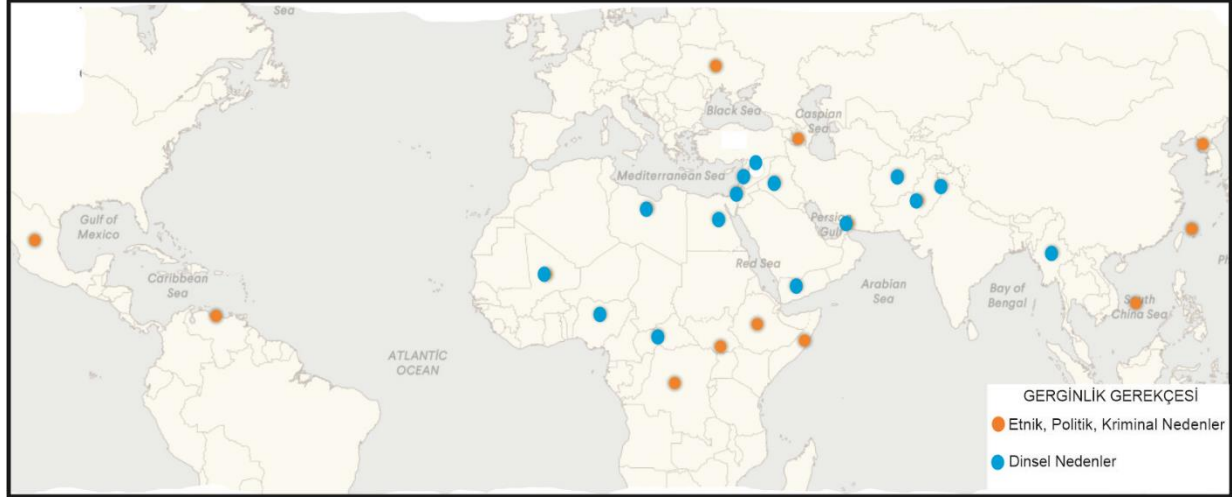 Sea
Black Sea
Caspian
Sea
Mediterranean Sea
Gulf of
Mexico
Persian
Gulf
Caribbean
Sea
Red Sea
Arabian
Sea
Bay of
Bengal
South
China Sea
ATLANTİC
OCEAN
GERGİNLİK GEREKÇESİ
Etnik, Politik, Kriminal Nedenler
Dinsel Nedenler